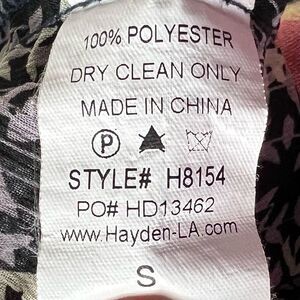 100% POLYESTER
DRY CLEAN ONLY
MADE IN CHINA
P
STYLE# H8154
PO# HD13462
www.Hayden-LA.com
S